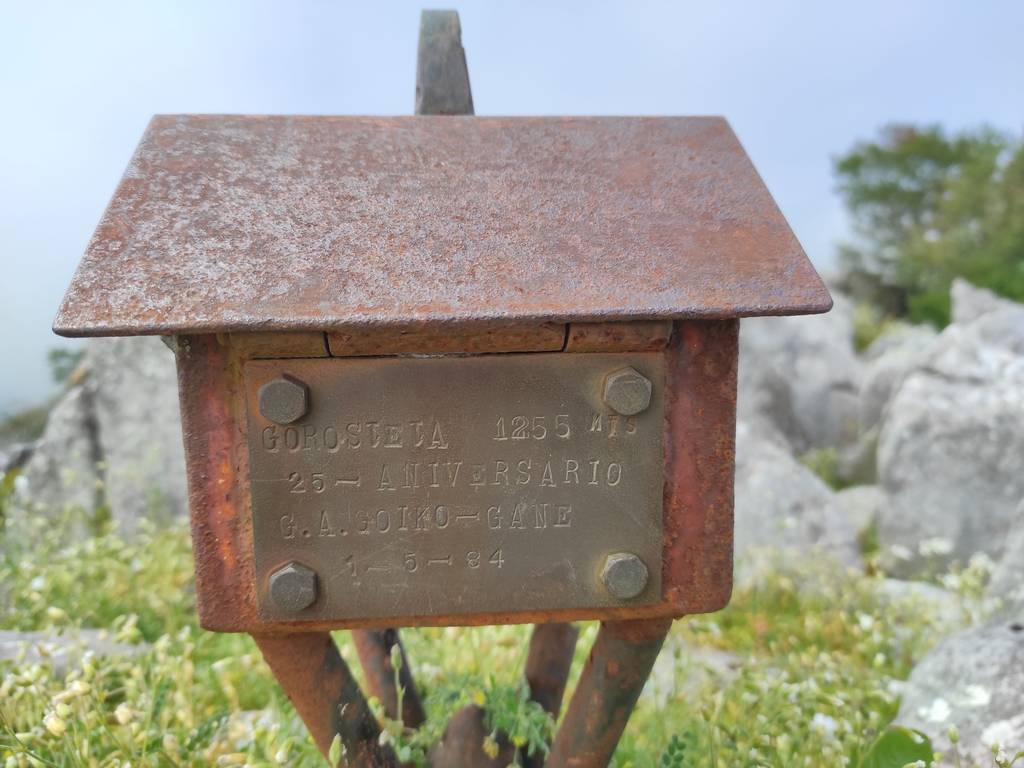 GOROSTETA 1255 MTS
25- ANIVERSARIO
G.A. GOIKO-GANE
1-5-84